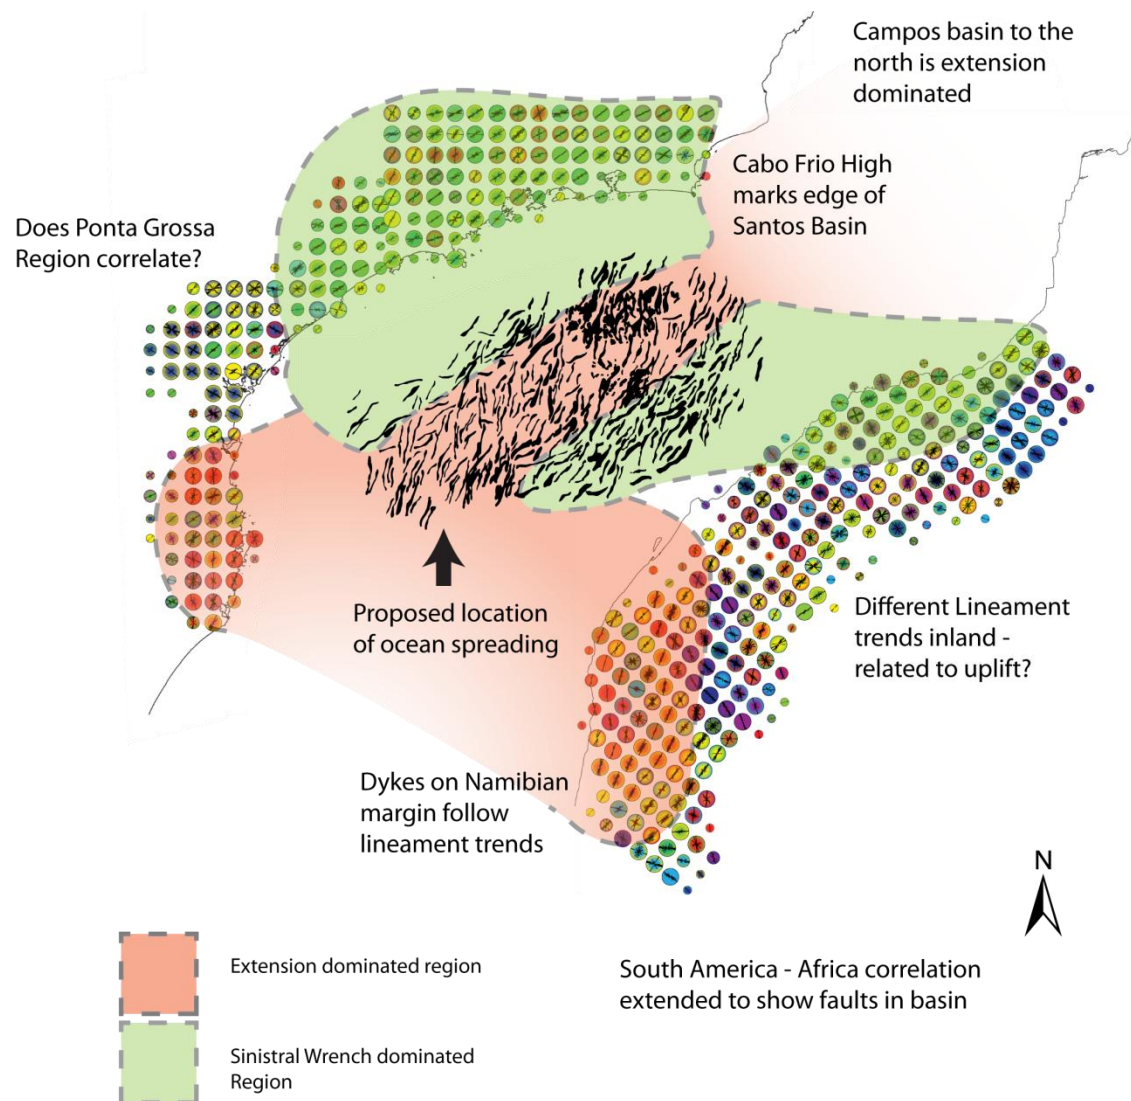 Campos basin to the
north is extension
dominated
Cabo Frio High
marks edge of
Santos Basin
Does Ponta Grossa
Region correlate?
Proposed location
of ocean spreading
Different Lineament
trends inland -
related to uplift?
Dykes on Namibian
margin follow
lineament trends
N
Extension dominated region
South America - Africa correlation
extended to show faults in basin
Sinistral Wrench dominated
Region